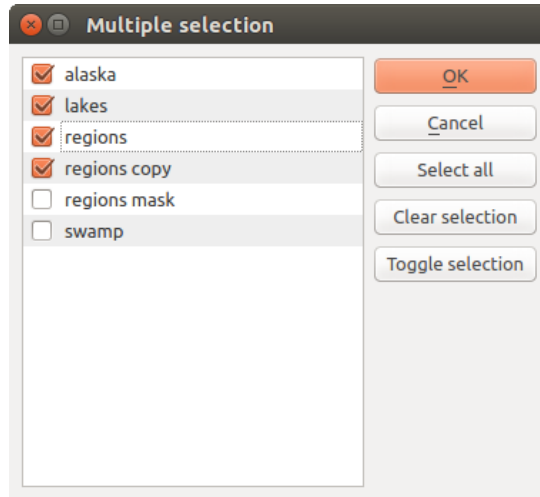 Multiple selection
alaska
lakes
regions
regions copy
regions mask
swamp
OK
Cancel
Select all
Clear selection
Toggle selection